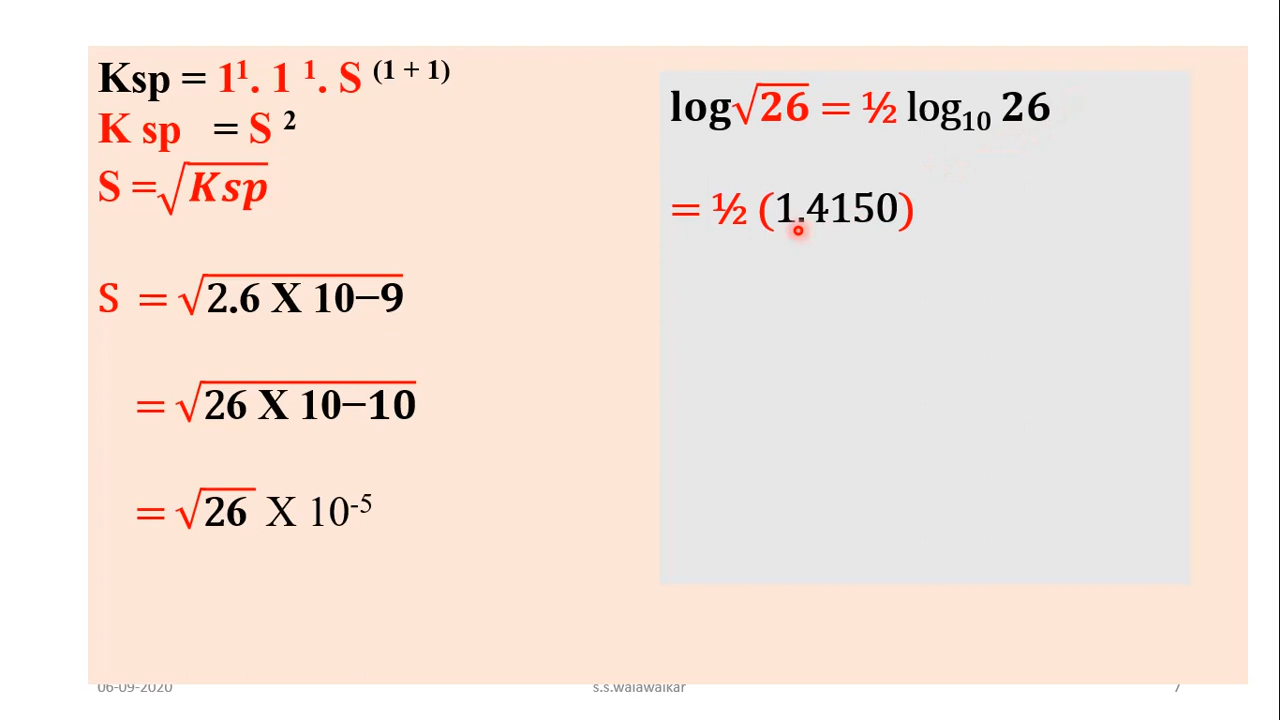 Ksp = 1¹. 1 ¹. S ⁽¹ ⁺ ¹⁾
K sp = S ²
S = √Ksp
S = √2.6 X 10−9
= √26 X 10−10
= √26 X 10⁻⁵
log√26 = ½ log₁₀ 26
= ½ (1.4150)
06-09-2020
s.s.walawalkar
7